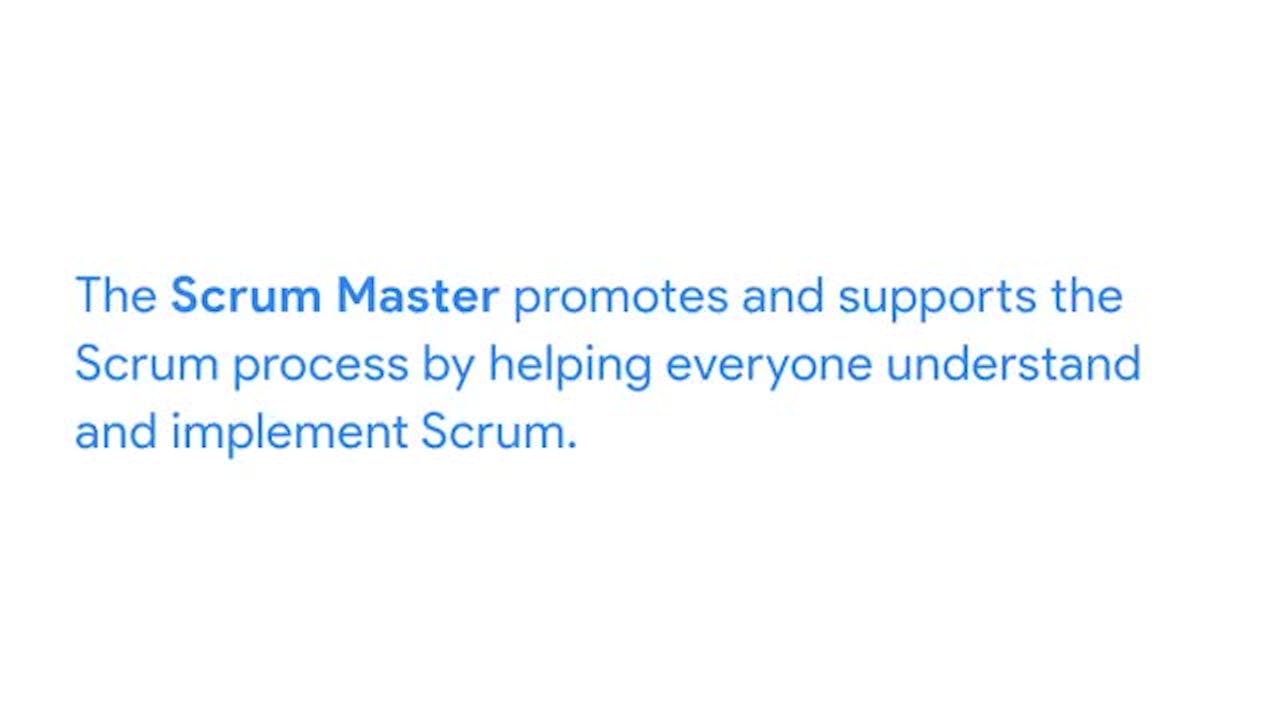 The Scrum Master promotes and supports the
Scrum process by helping everyone understand
and implement Scrum.